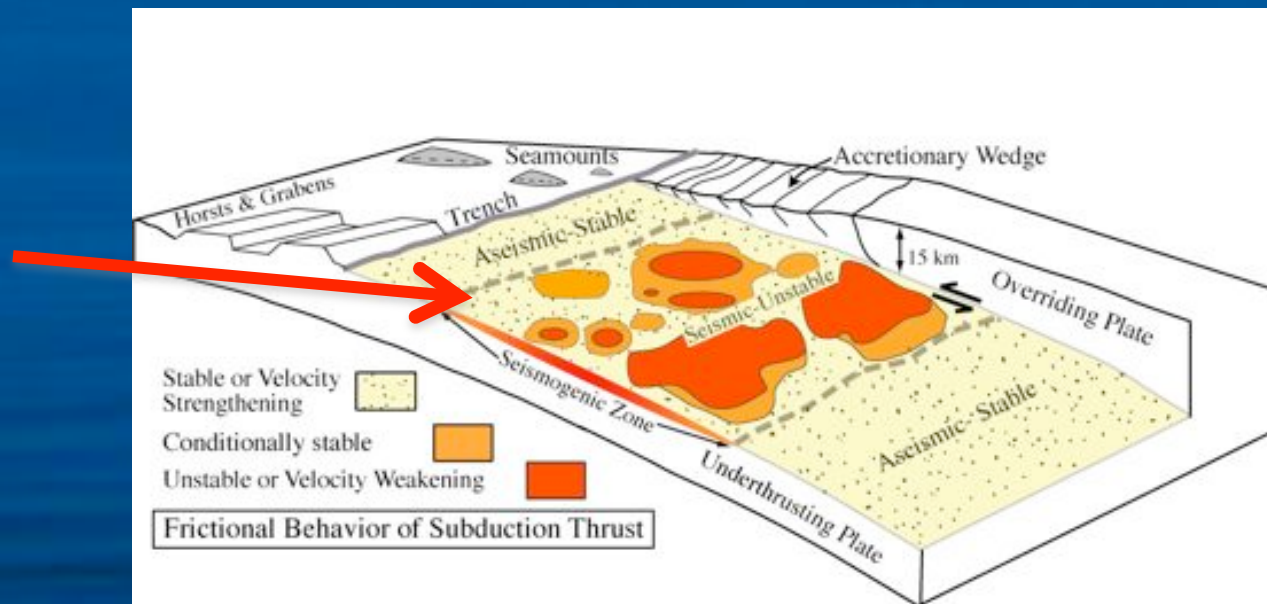 Seamounts
Accretionary Wedge
Horsts & Grabens
Trench
Aseismic-Stable
15 km
Overriding Plate
Seismic-Unstable
Seismogenic Zone
Stable or Velocity
Strengthening
Conditionally stable
Aseismic- Stable
Unstable or Velocity Weakening
Underthrusting Plate
Frictional Behavior of Subduction Thrust